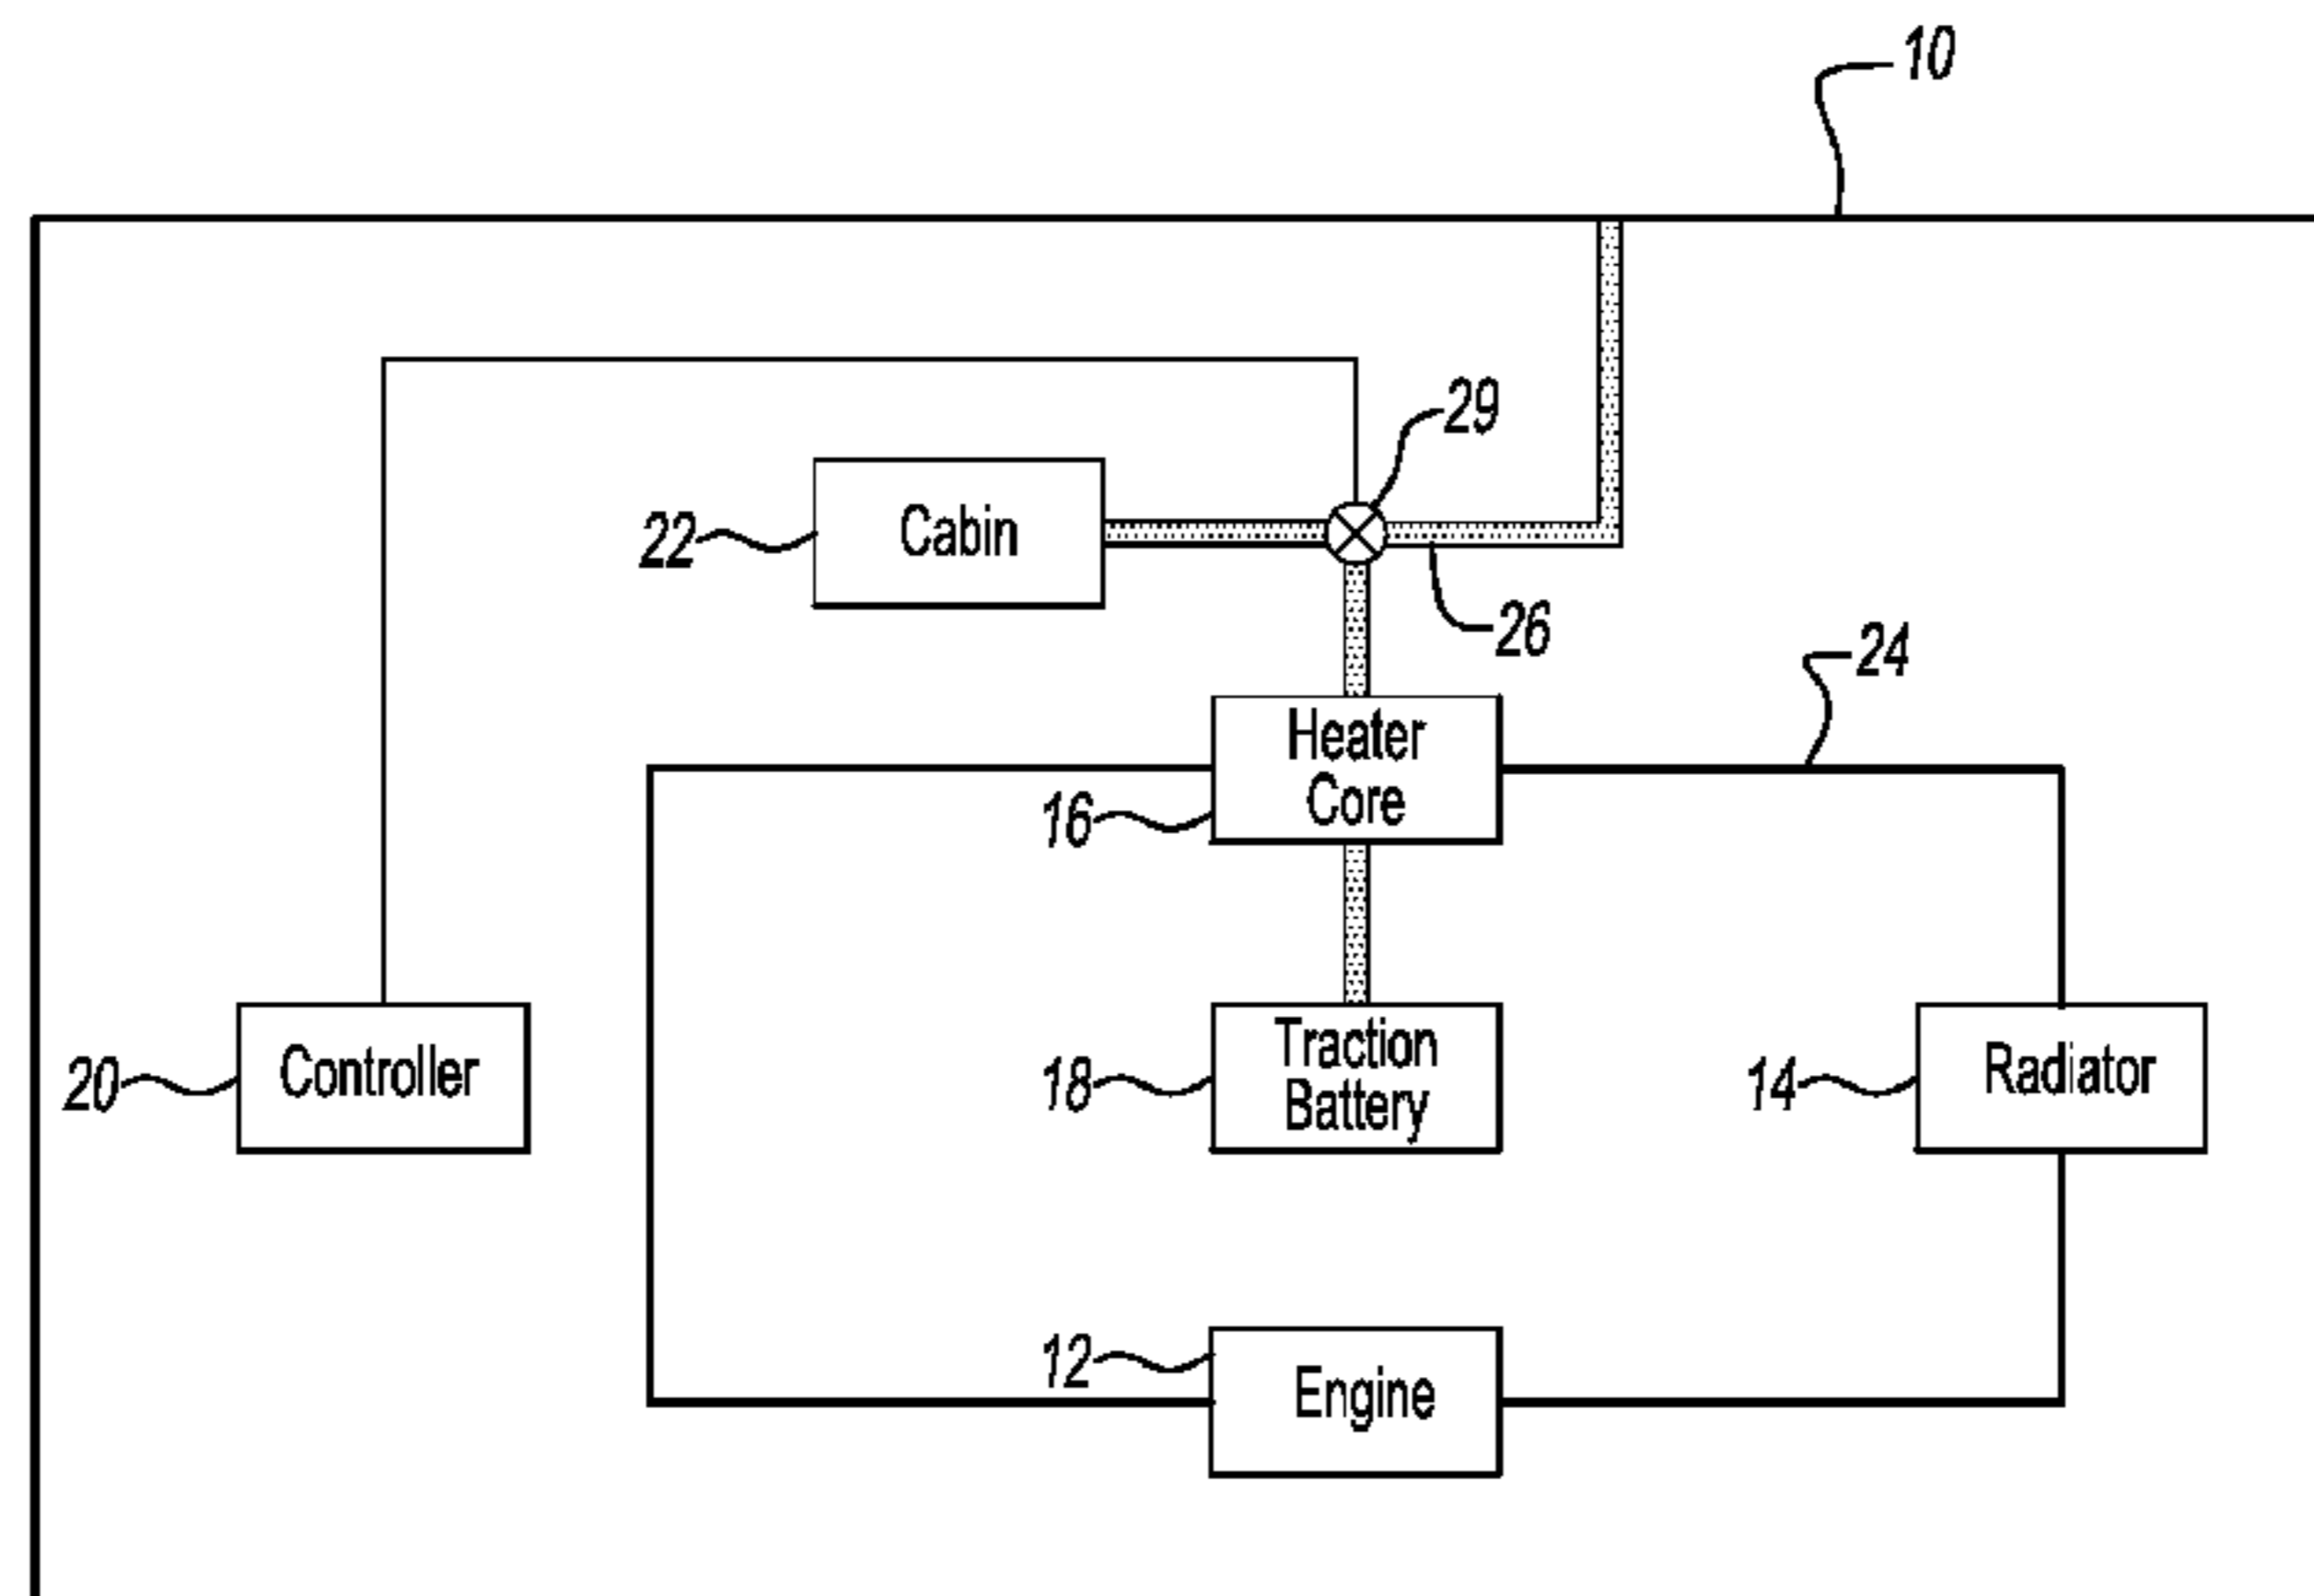 10
29
22
Cabin
26
24
Heater
Core
16
20
Controller
18
Traction
Battery
14
Radiator
12
Engine